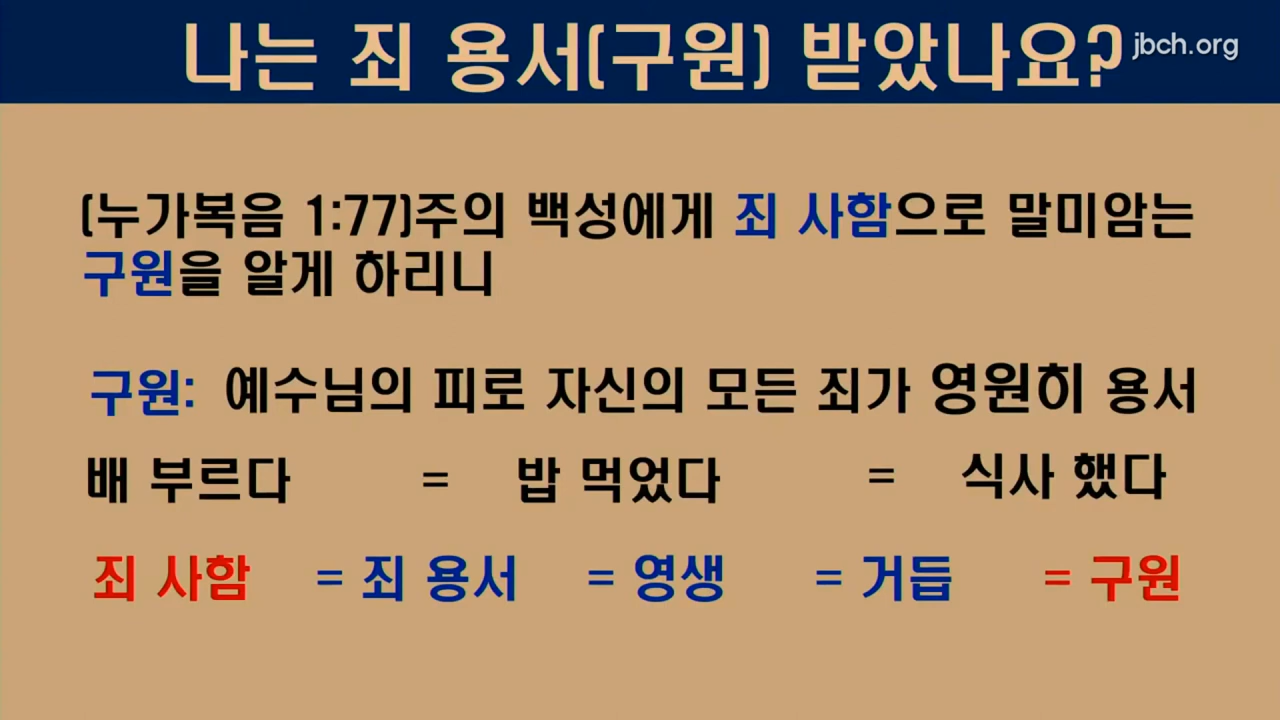 나는 죄 용서(구원) 받았나요?
jbch.org
(누가복음 1:77)주의 백성에게 죄 사함으로 말미암는
구원을 알게 하리니
구원: 예수님의 피로 자신의 모든 죄가 영원히 용서
배 부르다 = 밥 먹었다 = 식사 했다
죄 사함 = 죄 용서 = 영생 = 거듭 = 구원